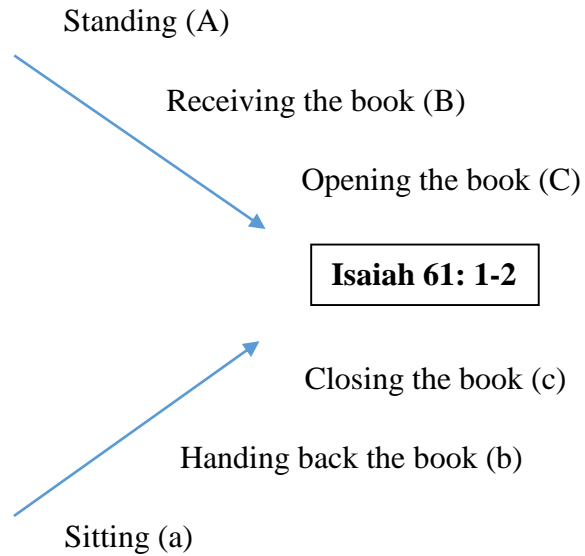 Standing (A)
Receiving the book (B)
Opening the book (C)
Isaiah 61: 1-2
Closing the book (c)
Handing back the book (b)
Sitting (a)